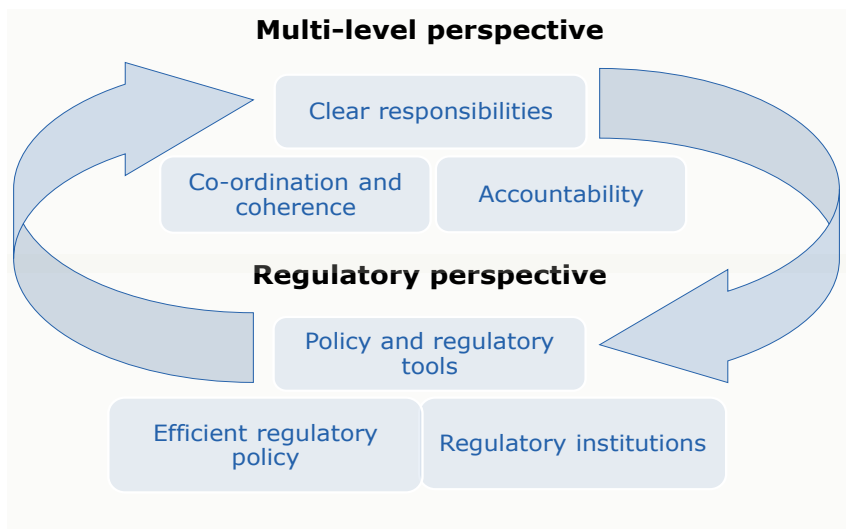 Multi-level perspective
Clear responsibilities
Co-ordination and
coherence
Accountability
Regulatory perspective
Policy and regulatory
tools
Efficient regulatory
policy
Regulatory institutions